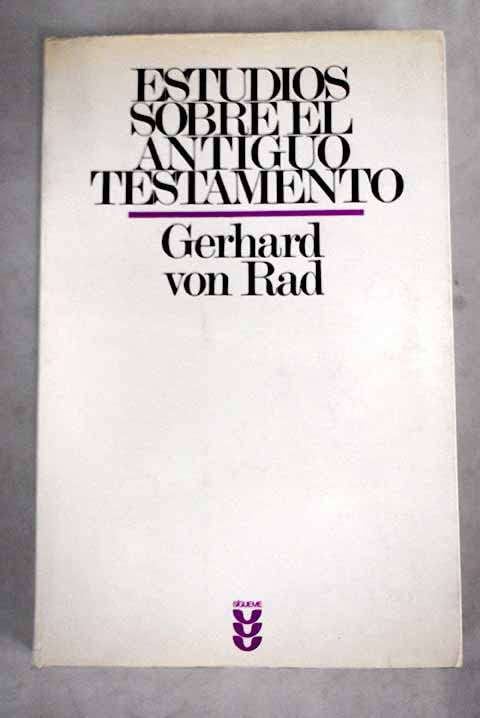 ESTUDIOS
SOBRE EL
ANTIGUO
TESTAMENTO
Gerhard
von Rad
SÍGUEME